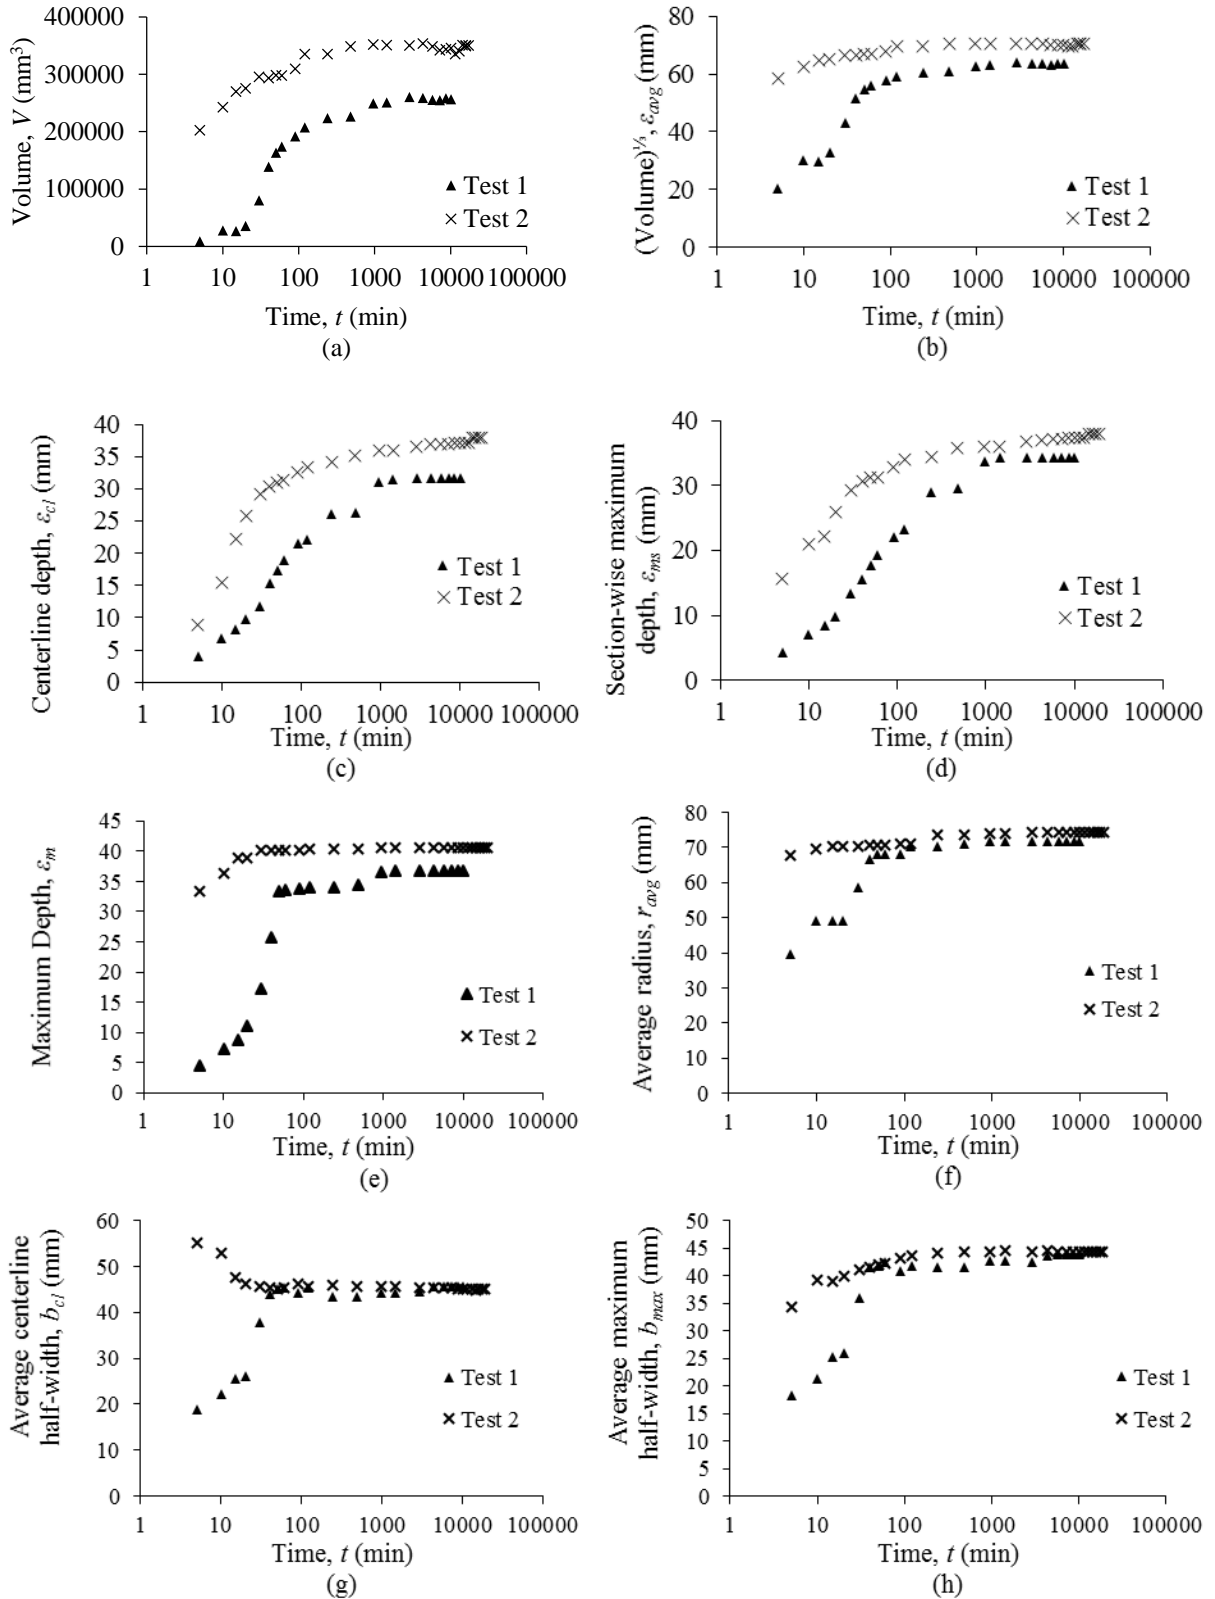 400000
300000
200000
100000
0
Volume, V (mm³)
Test 1
Test 2
1 10 100 1000 10000 100000
Time, t (min)
(a)
80
60
40
20
0
(Volume)^⅓, ε_avg (mm)
Test 1
Test 2
1 10 100 1000 10000 100000
Time, t (min)
(b)
40
35
30
25
20
15
10
5
0
Centerline depth, ε_cl (mm)
Test 1
Test 2
1 10 100 1000 10000 100000
Time, t (min)
(c)
40
30
20
10
0
Section-wise maximum
depth, ε_ms (mm)
Test 1
Test 2
1 10 100 1000 10000 100000
Time, t (min)
(d)
45
40
35
30
25
20
15
10
5
0
Maximum Depth, ε_m
Test 1
Test 2
1 10 100 1000 10000 100000
Time, t (min)
(e)
80
70
60
50
40
30
20
10
0
Average radius, r_avg (mm)
Test 1
Test 2
1 10 100 1000 10000 100000
Time, t (min)
(f)
60
50
40
30
20
10
0
Average centerline
half-width, b_cl (mm)
Test 1
Test 2
1 10 100 1000 10000 100000
Time, t (min)
(g)
50
45
40
35
30
25
20
15
10
5
0
Average maximum
half-width, b_max (mm)
Test 1
Test 2
1 10 100 1000 10000 100000
Time, t (min)
(h)